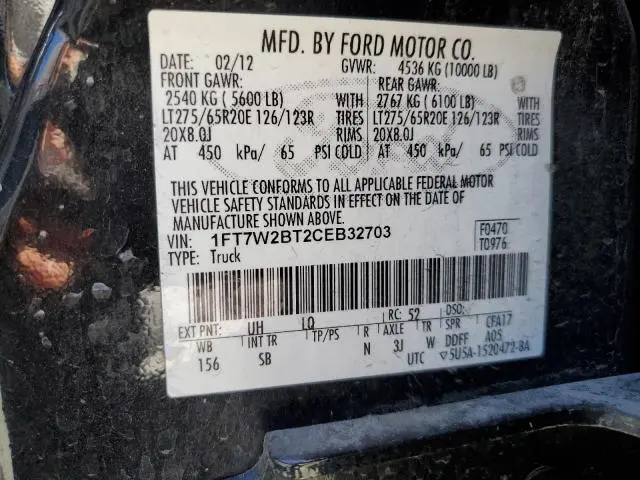 MFD. BY FORD MOTOR CO.
DATE: 02/12 GVWR: 4536 KG (10000 LB)
FRONT GAWR: REAR GAWR:
2540 KG ( 5600 LB) WITH 2767 KG ( 6100 LB) WITH
LT275/65R20E 126/123R TIRES LT275/65R20E 126/123R TIRES
20X8.0J RIMS 20X8.0J RIMS
AT 450 kPa/ 65 PSI COLD AT 450 kPa/ 65 PSI COLD
THIS VEHICLE CONFORMS TO ALL APPLICABLE FEDERAL MOTOR
VEHICLE SAFETY STANDARDS IN EFFECT ON THE DATE OF
MANUFACTURE SHOWN ABOVE.
VIN: 1FT7W2BT2CEB32703 F0470
TYPE: Truck T0976
EXT PNT: UH LQ RC: 52 DSO:
WB INT TR TP/PS R AXLE TR SPR CFA17
156 SB N 3J W DDFF A05
UTC ▽5U5A-1520472-BA